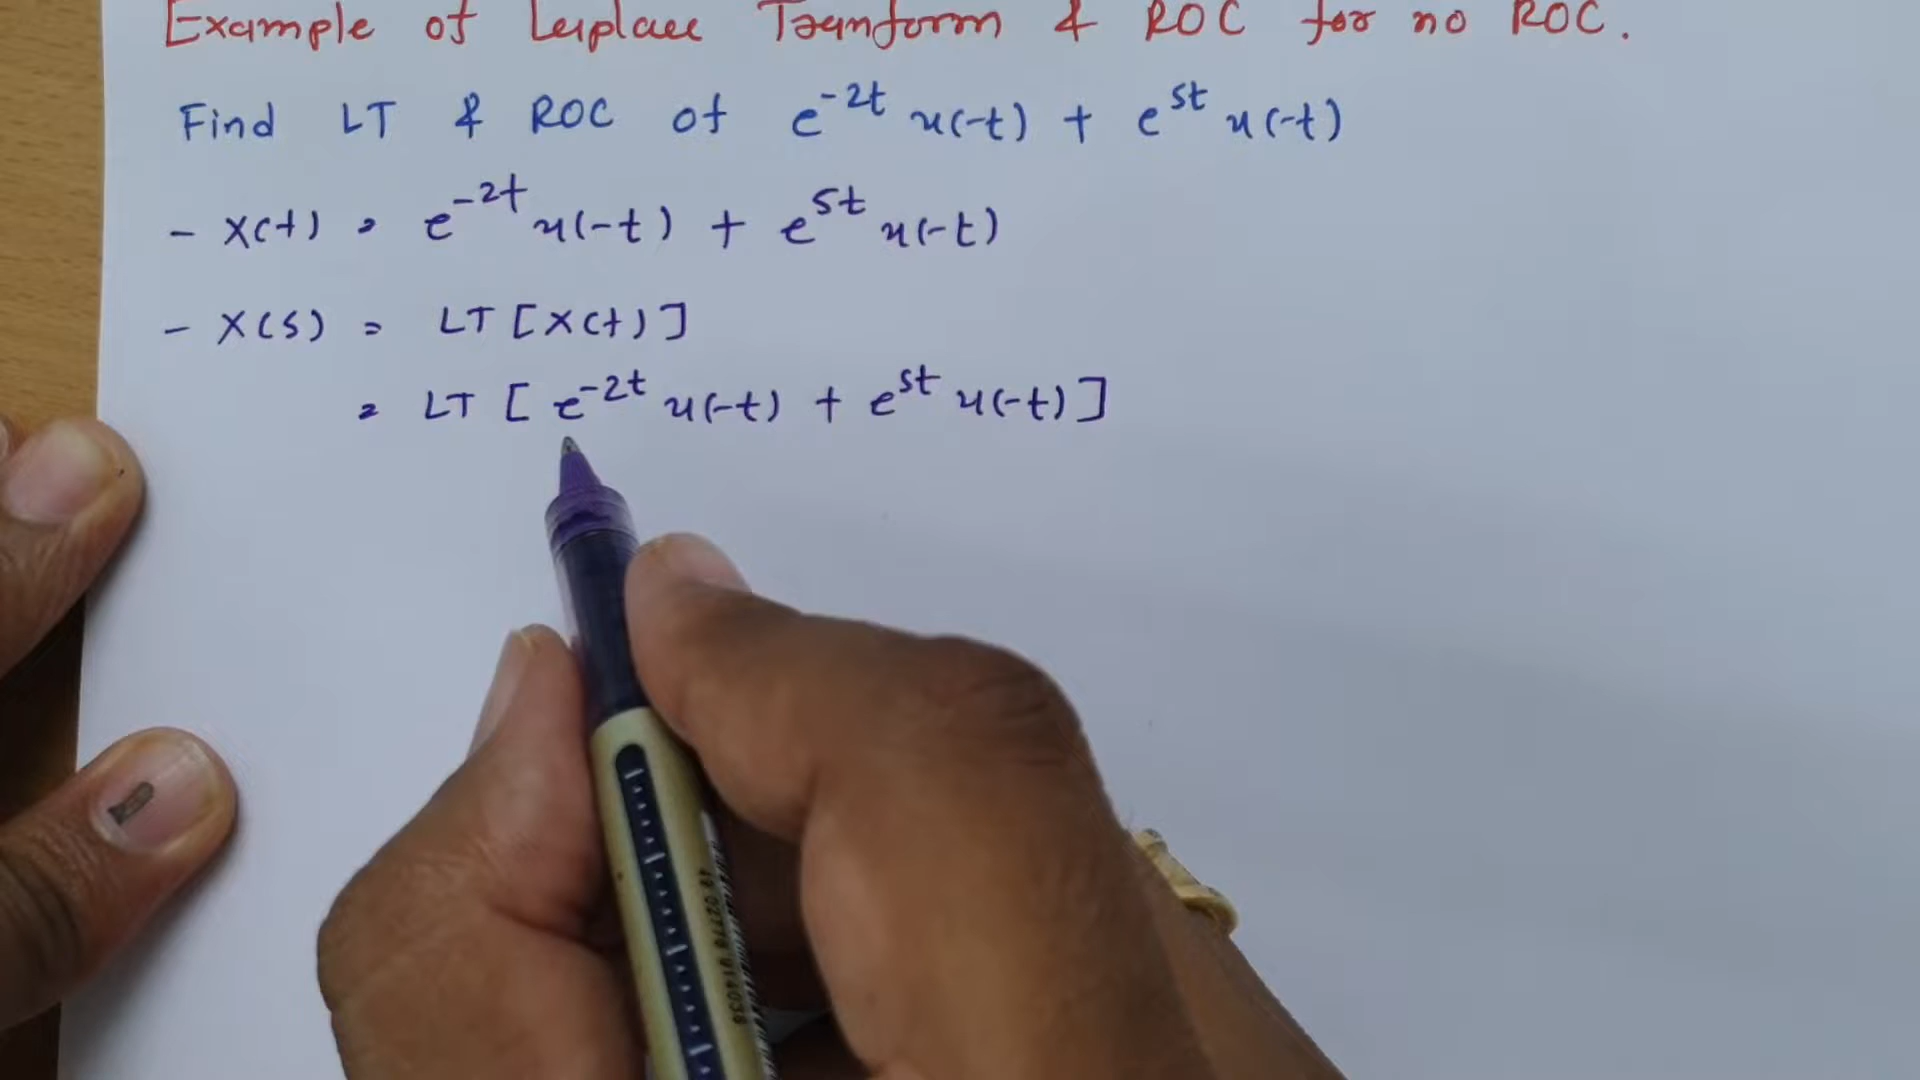 Example of Laplace Transform & ROC for no ROC.
Find LT & ROC of e^-2t u(-t) + e^5t u(-t)
- x(t) = e^-2t u(-t) + e^5t u(-t)
- X(s) = LT [x(t)]
= LT [e^-2t u(-t) + e^5t u(-t)]